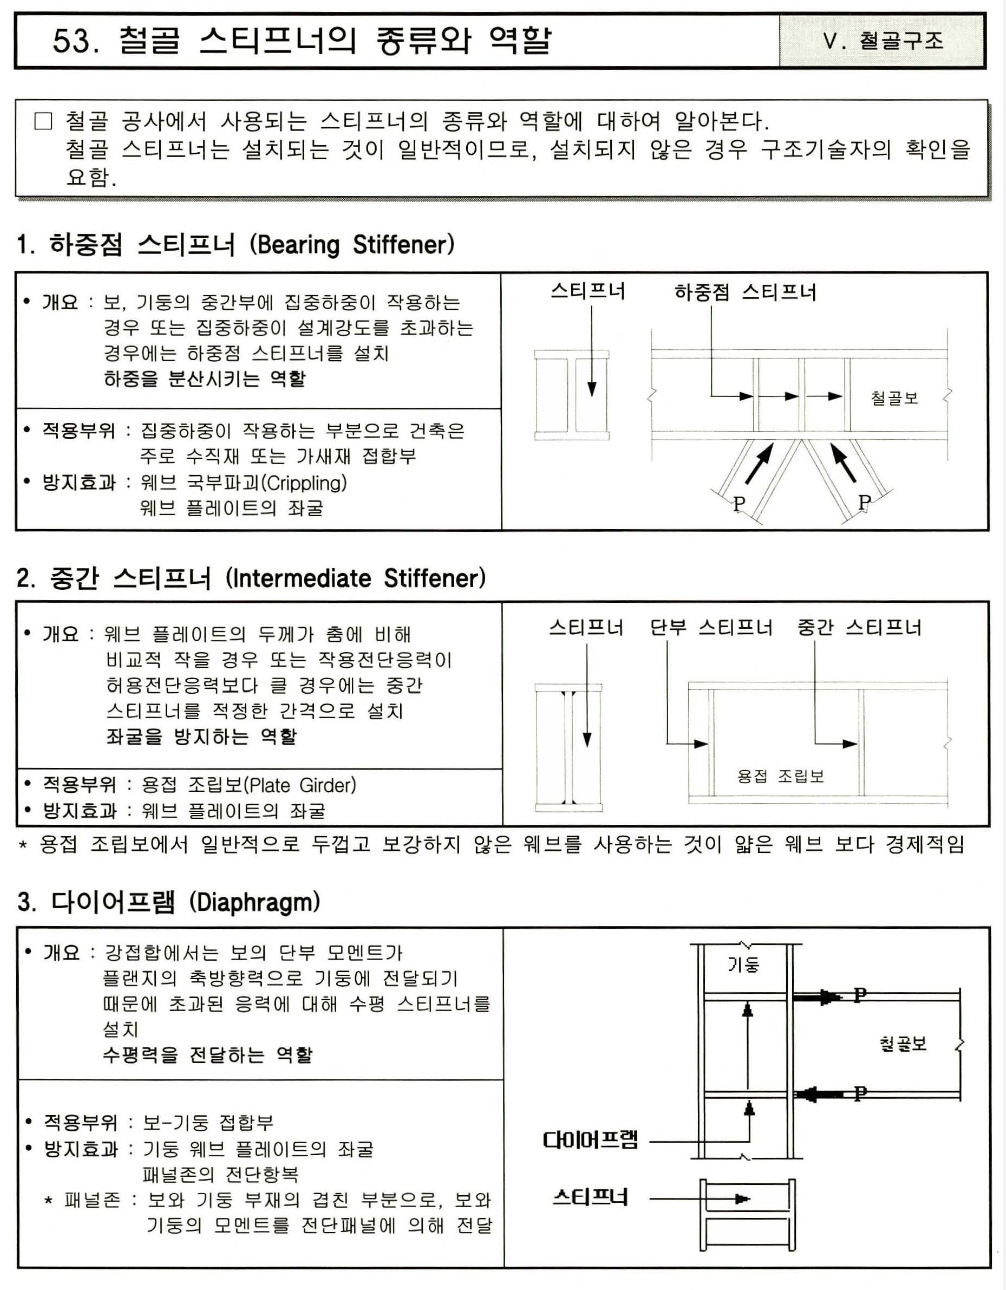 53. 철골 스티프너의 종류와 역할
V. 철골구조
□ 철골 공사에서 사용되는 스티프너의 종류와 역할에 대하여 알아본다.
철골 스티프너는 설치되는 것이 일반적이므로, 설치되지 않은 경우 구조기술자의 확인을
요함.
1. 하중점 스티프너 (Bearing Stiffener)
• 개요 : 보, 기둥의 중간부에 집중하중이 작용하는
경우 또는 집중하중이 설계강도를 초과하는
경우에는 하중점 스티프너를 설치
하중을 분산시키는 역할
• 적용부위 : 집중하중이 작용하는 부분으로 건축은
주로 수직재 또는 가새재 접합부
• 방지효과 : 웨브 국부파괴(Crippling)
웨브 플레이트의 좌굴
스티프너
하중점 스티프너
철골보
P
P
2. 중간 스티프너 (Intermediate Stiffener)
• 개요 : 웨브 플레이트의 두께가 춤에 비해
비교적 작을 경우 또는 작용전단응력이
허용전단응력보다 클 경우에는 중간
스티프너를 적정한 간격으로 설치
좌굴을 방지하는 역할
• 적용부위 : 용접 조립보(Plate Girder)
• 방지효과 : 웨브 플레이트의 좌굴
스티프너
단부 스티프너
중간 스티프너
용접 조립보
* 용접 조립보에서 일반적으로 두껍고 보강하지 않은 웨브를 사용하는 것이 얇은 웨브 보다 경제적임
3. 다이어프램 (Diaphragm)
• 개요 : 강접합에서는 보의 단부 모멘트가
플랜지의 축방향력으로 기둥에 전달되기
때문에 초과된 응력에 대해 수평 스티프너를
설치
수평력을 전달하는 역할
• 적용부위 : 보-기둥 접합부
• 방지효과 : 기둥 웨브 플레이트의 좌굴
패널존의 전단항복
* 패널존 : 보와 기둥 부재의 겹친 부분으로, 보와
기둥의 모멘트를 전단패널에 의해 전달
기둥
P
철골보
P
다이어프램
스티프너